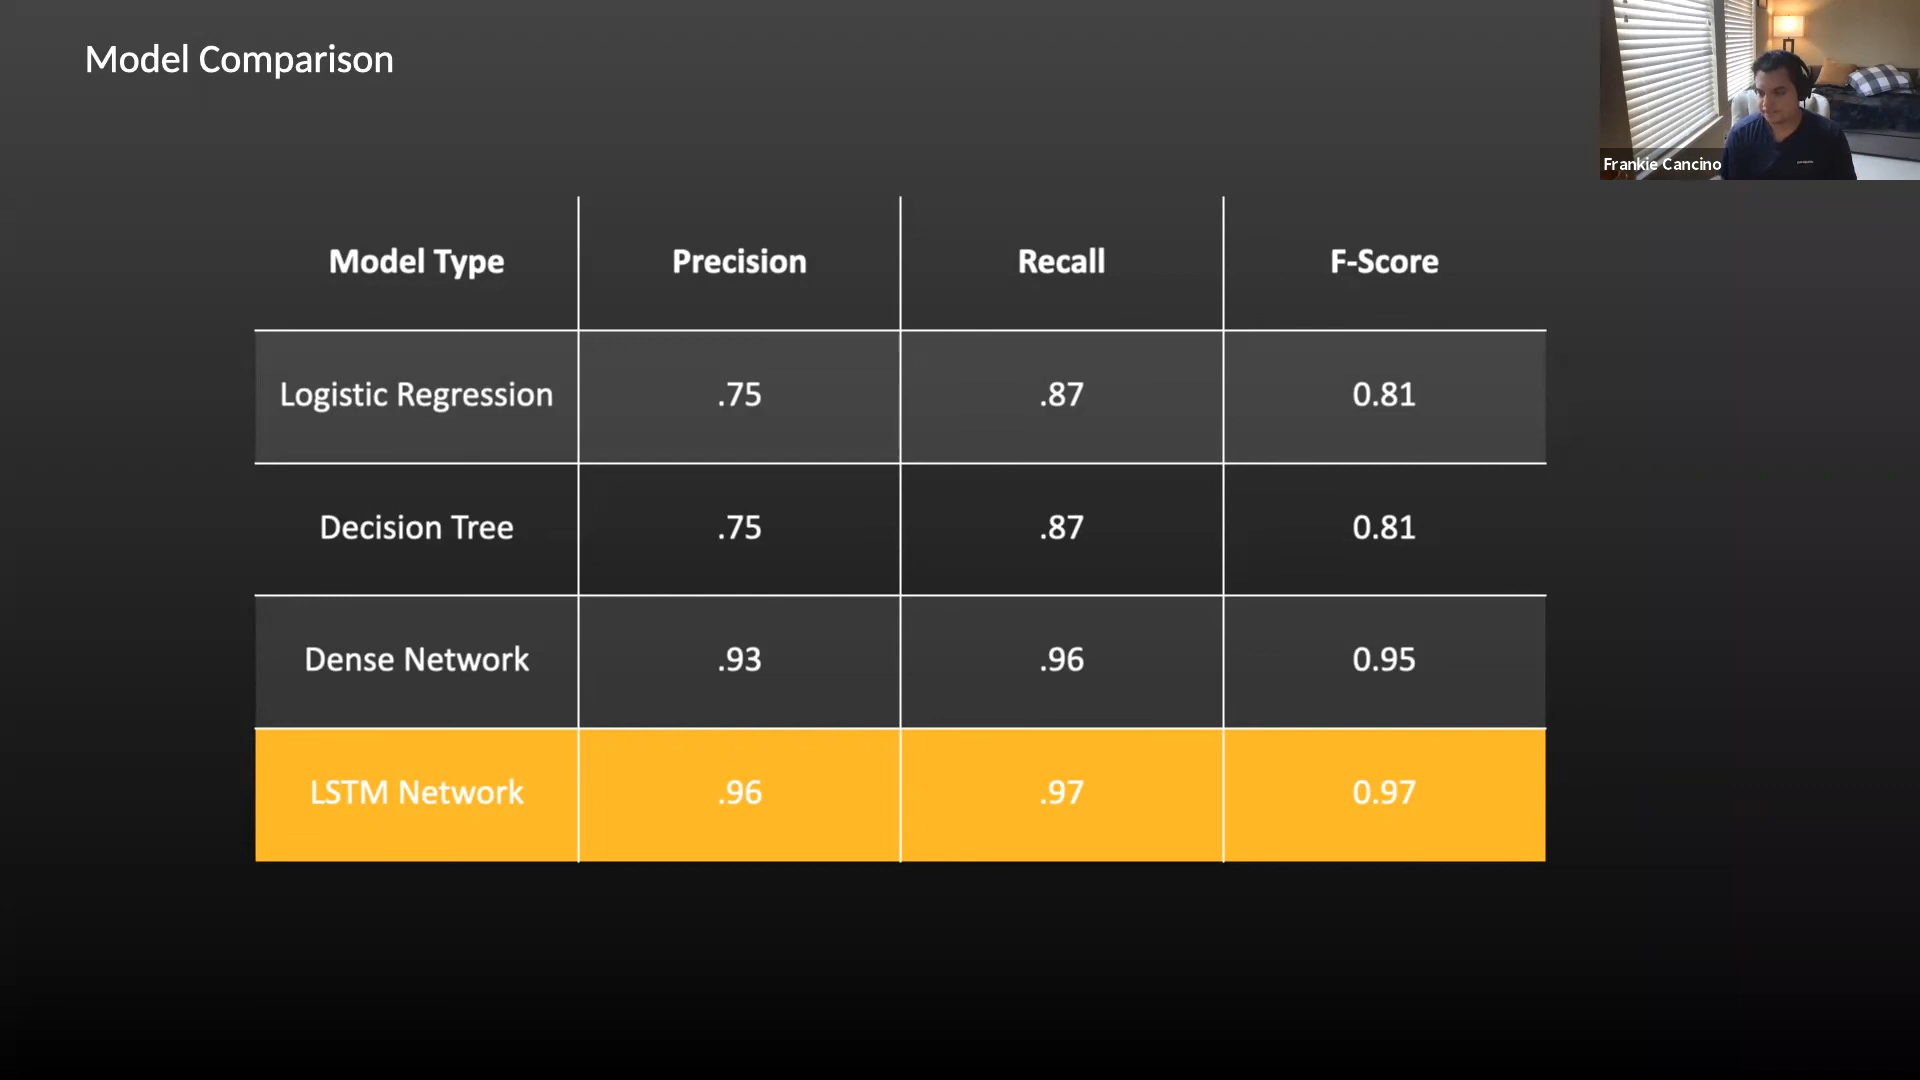 Model Comparison
Frankie Cancino
Model Type Precision Recall F-Score
Logistic Regression .75 .87 0.81
Decision Tree .75 .87 0.81
Dense Network .93 .96 0.95
LSTM Network .96 .97 0.97